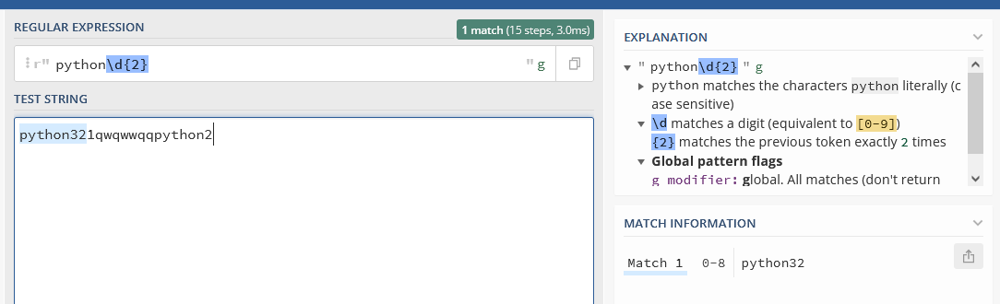 REGULAR EXPRESSION
1 match (15 steps, 3.0ms)
r" python\d{2} " g
TEST STRING
python321qwqwwqqpython2
EXPLANATION
" python\d{2} " g
python matches the characters python literally (c
ase sensitive)
\d matches a digit (equivalent to [0-9])
{2} matches the previous token exactly 2 times
Global pattern flags
g modifier: global. All matches (don't return
MATCH INFORMATION
Match 1 0-8 python32